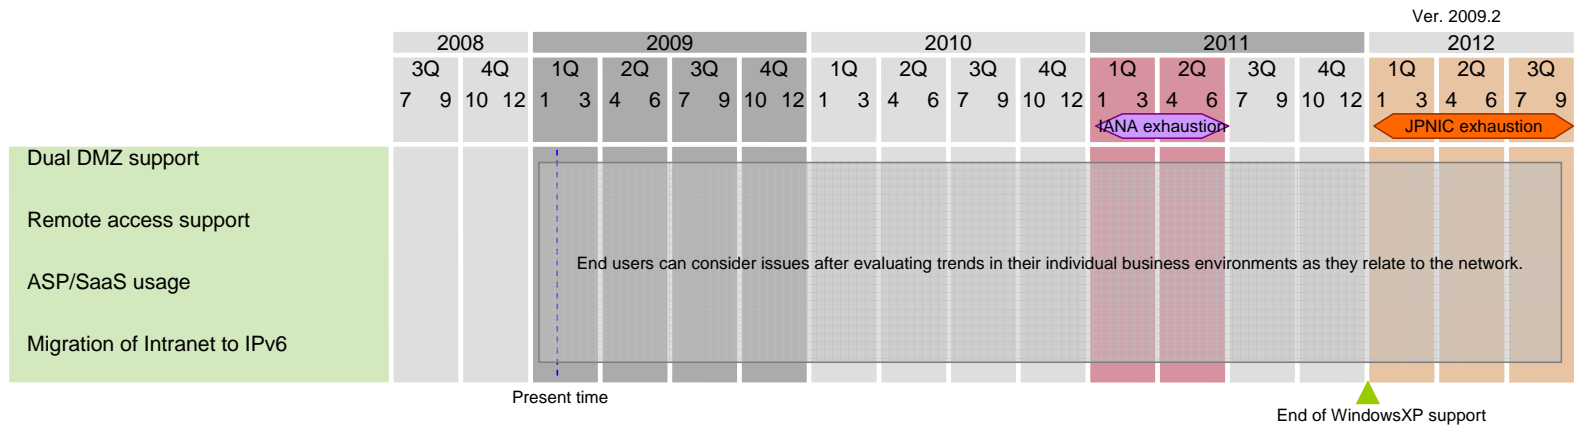 Ver. 2009.2
2008 2009 2010 2011 2012
3Q 4Q 1Q 2Q 3Q 4Q 1Q 2Q 3Q 4Q 1Q 2Q 3Q 4Q 1Q 2Q 3Q
7 9 10 12 1 3 4 6 7 9 10 12 1 3 4 6 7 9 10 12 1 3 4 6 7 9 10 12 1 3 4 6 7 9
IANA exhaustion JPNIC exhaustion
Dual DMZ support
Remote access support
End users can consider issues after evaluating trends in their individual business environments as they relate to the network.
ASP/SaaS usage
Migration of Intranet to IPv6
Present time
End of WindowsXP support